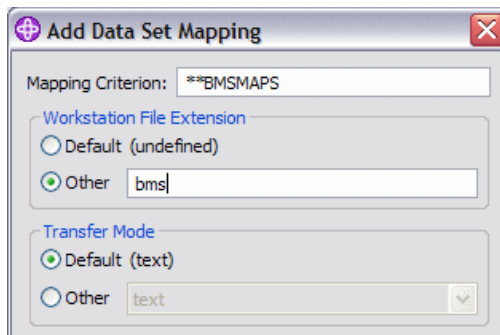 Add Data Set Mapping
Mapping Criterion: **BMSMAPS
Workstation File Extension
Default (undefined)
Other bms
Transfer Mode
Default (text)
Other text